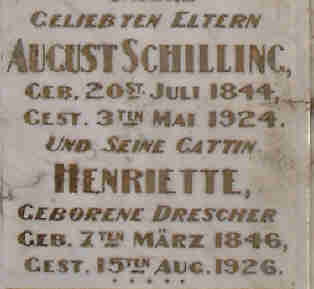 GELIEBTEN ELTERN
AUGUST SCHILLING,
GEB. 20ST. JULI 1844,
GEST. 3TEN MAI 1924.
UND SEINE GATTIN
HENRIETTE,
GEBORENE DRESCHER
GEB. 7TEN MÄRZ 1846,
GEST. 15TEN AUG. 1926.